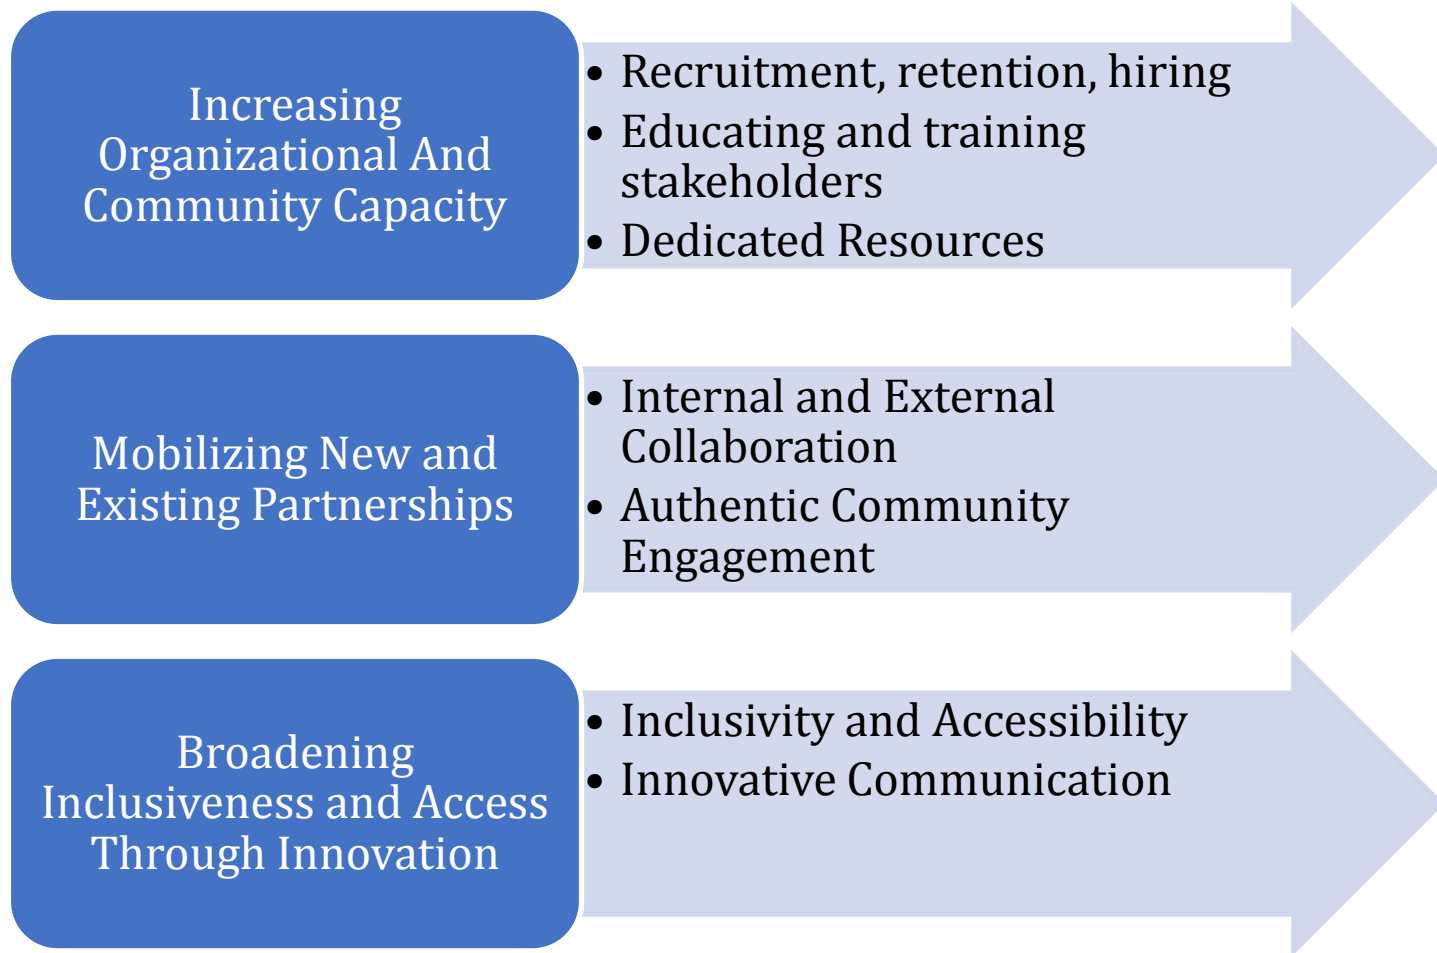 Increasing
Organizational And
Community Capacity
• Recruitment, retention, hiring
• Educating and training
stakeholders
• Dedicated Resources
Mobilizing New and
Existing Partnerships
• Internal and External
Collaboration
• Authentic Community
Engagement
Broadening
Inclusiveness and Access
Through Innovation
• Inclusivity and Accessibility
• Innovative Communication